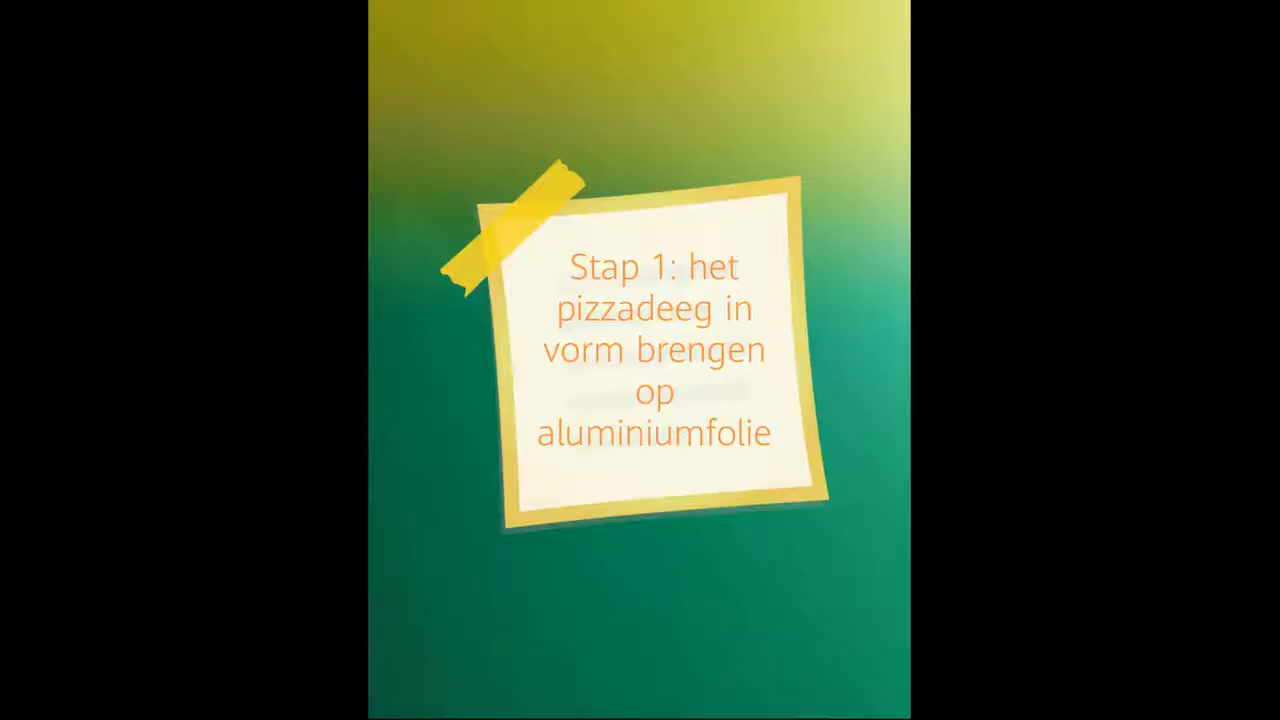 Stap 1: het
pizzadeeg in
vorm brengen
op
aluminiumfolie